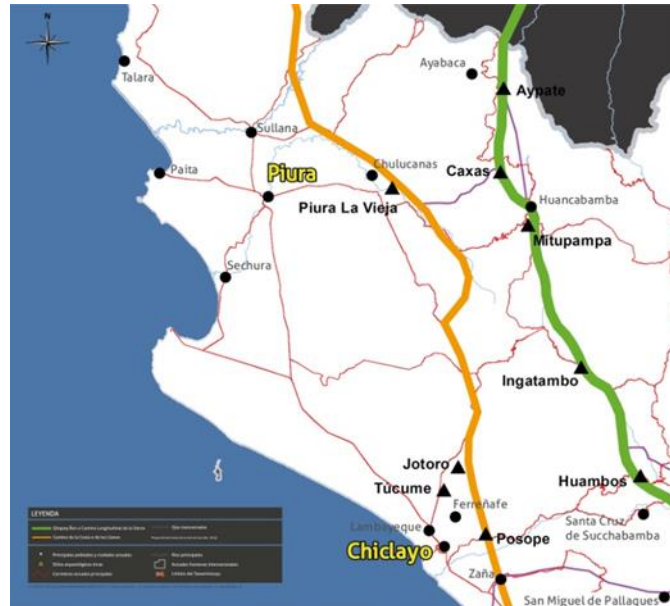 N
Talara
Ayabaca
Aypate
Sullana
Paita
Piura
Chulucanas
Caxas
Piura La Vieja
Huancabamba
Mitupampa
Sechura
Ingatambo
Jotoro
Túcume
Ferreñafe
Huambos
Lambayeque
Chiclayo
Posope
Santa Cruz
de Succhabamba
Zaña
San Miguel de Pallaques
LEYENDA